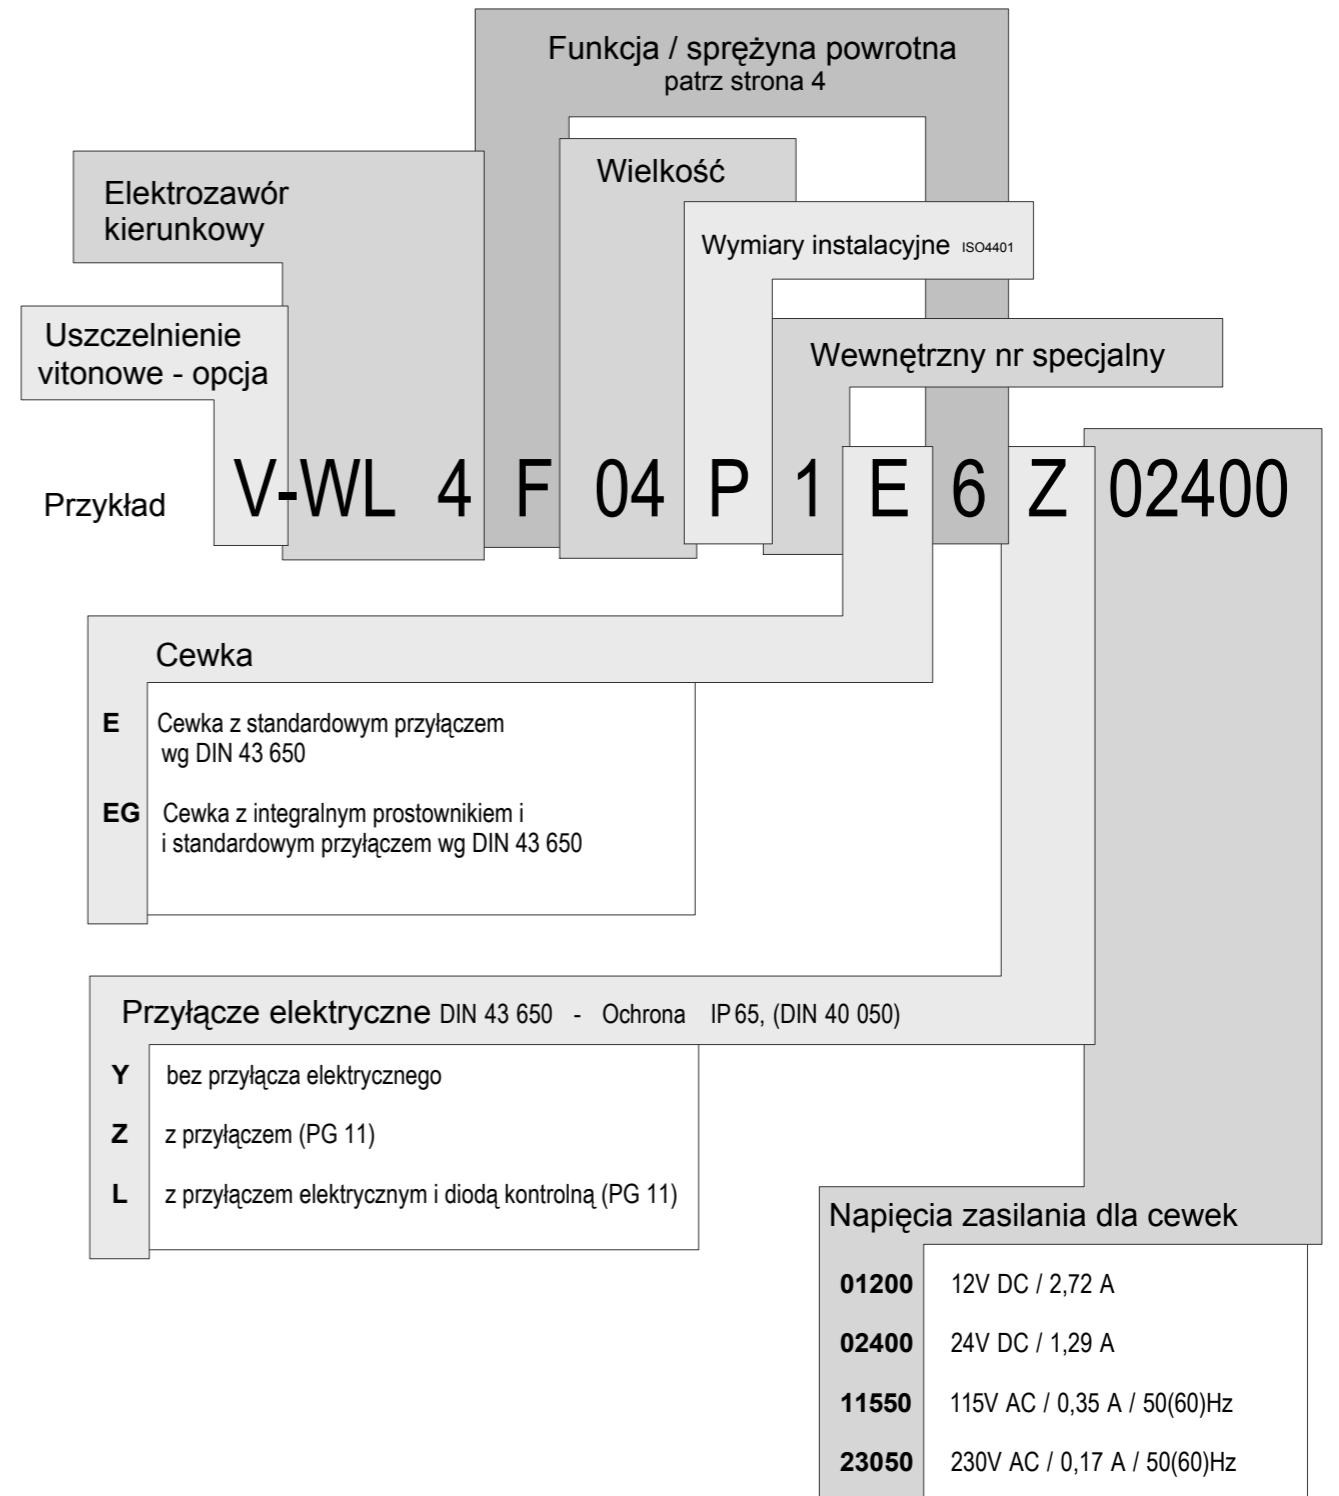 Funkcja / sprężyna powrotna
patrz strona 4
Wielkość
Elektrozawór
kierunkowy
Wymiary instalacyjne ISO4401
Uszczelnienie
vitonowe - opcja
Wewnętrzny nr specjalny
Przykład V-WL 4 F 04 P 1 E 6 Z 02400
Cewka
E Cewka z standardowym przyłączem
wg DIN 43 650
EG Cewka z integralnym prostownikiem i
i standardowym przyłączem wg DIN 43 650
Przyłącze elektryczne DIN 43 650 - Ochrona IP 65, (DIN 40 050)
Y bez przyłącza elektrycznego
Z z przyłączem (PG 11)
L z przyłączem elektrycznym i diodą kontrolną (PG 11)
Napięcia zasilania dla cewek
01200 12V DC / 2,72 A
02400 24V DC / 1,29 A
11550 115V AC / 0,35 A / 50(60)Hz
23050 230V AC / 0,17 A / 50(60)Hz